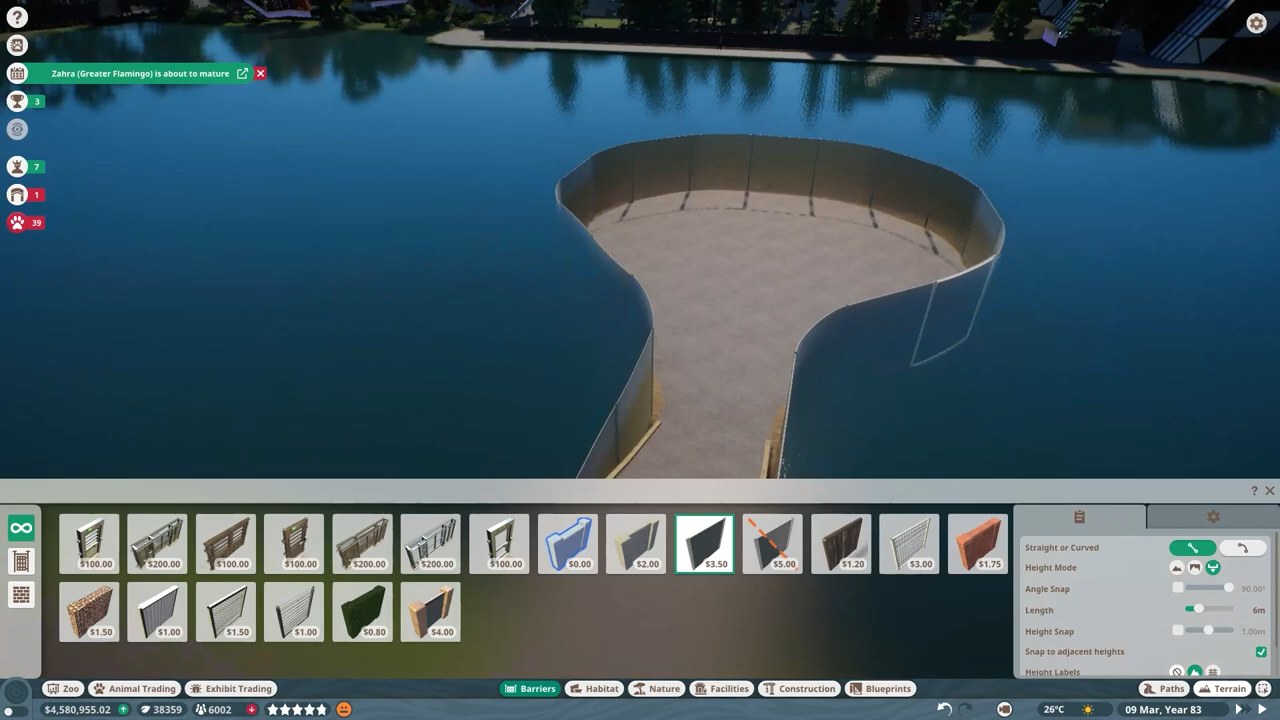 ?
Zahra (Greater Flamingo) is about to mature
3
7
1
39
? ×
$100.00 $200.00 $100.00 $100.00 $200.00 $200.00 $100.00 $0.00 $2.00 $3.50 $5.00 $1.20 $3.00 $1.75
$1.50 $1.00 $1.50 $1.00 $0.80 $4.00
Straight or Curved
Height Mode
Angle Snap 90.00°
Length 6m
Height Snap 1.00m
Snap to adjacent heights
Height Labels
Zoo Animal Trading Exhibit Trading Barriers Habitat Nature Facilities Construction Blueprints Paths Terrain
$4,580,955.02 38359 6002 26°C 09 Mar, Year 83